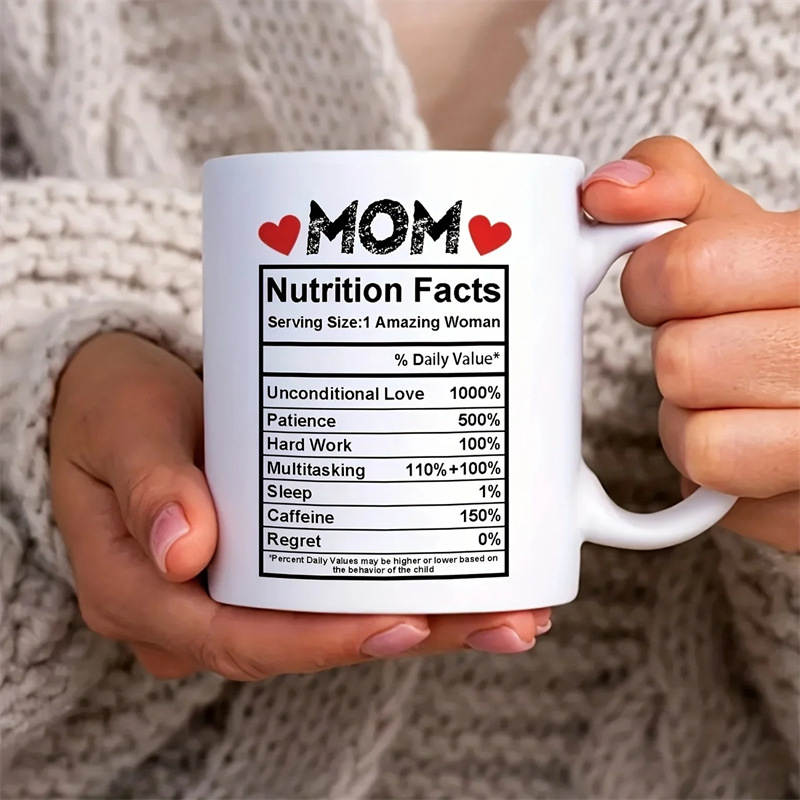 MOM
Nutrition Facts
Serving Size:1 Amazing Woman
% Daily Value*
Unconditional Love 1000%
Patience 500%
Hard Work 100%
Multitasking 110%+100%
Sleep 1%
Caffeine 150%
Regret 0%
*Percent Daily Values may be higher or lower based on
the behavior of the child